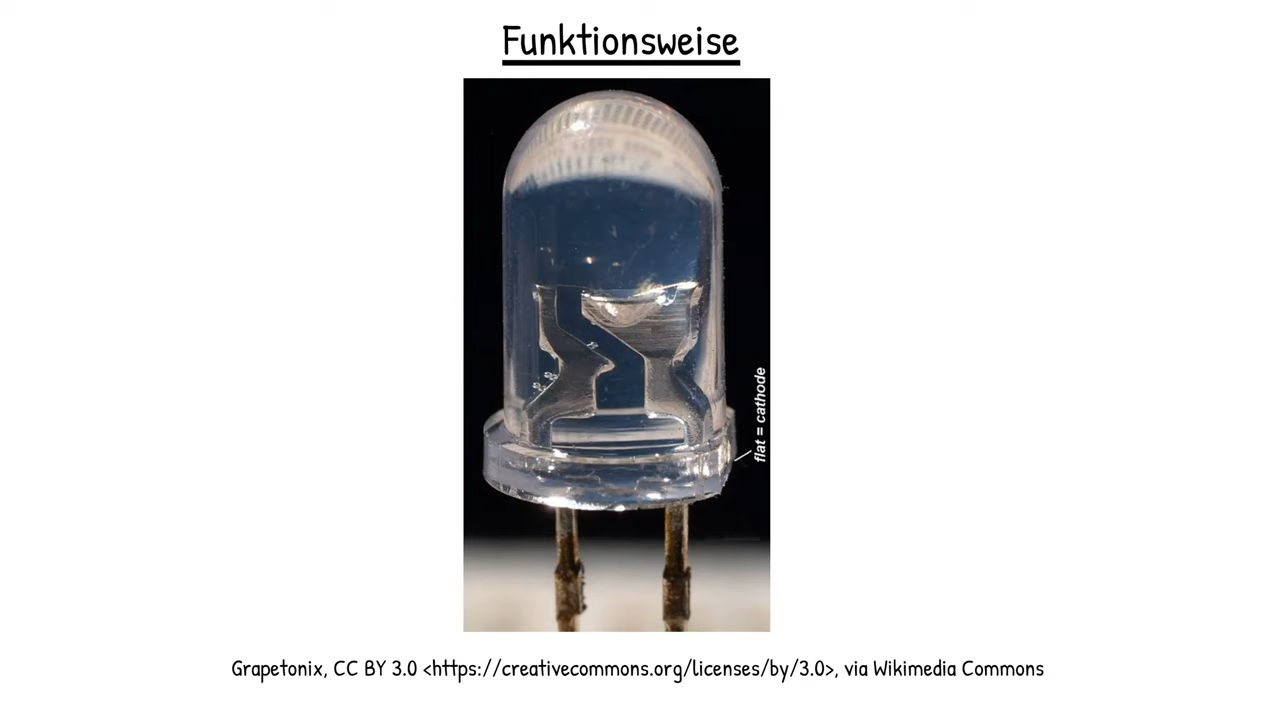 Funktionsweise
flat = cathode
Grapetonix, CC BY 3.0 <https://creativecommons.org/licenses/by/3.0>, via Wikimedia Commons